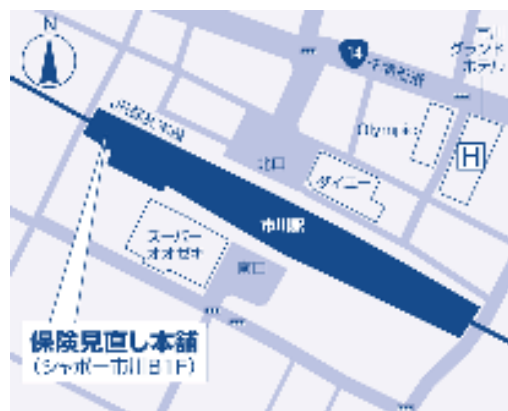 N
14
グランド
ホテル
Olympic
H
北口
ダイエー
市川駅
スーパー
オオゼキ
南口
保険見直し本舗
(シャポー市川B1F)